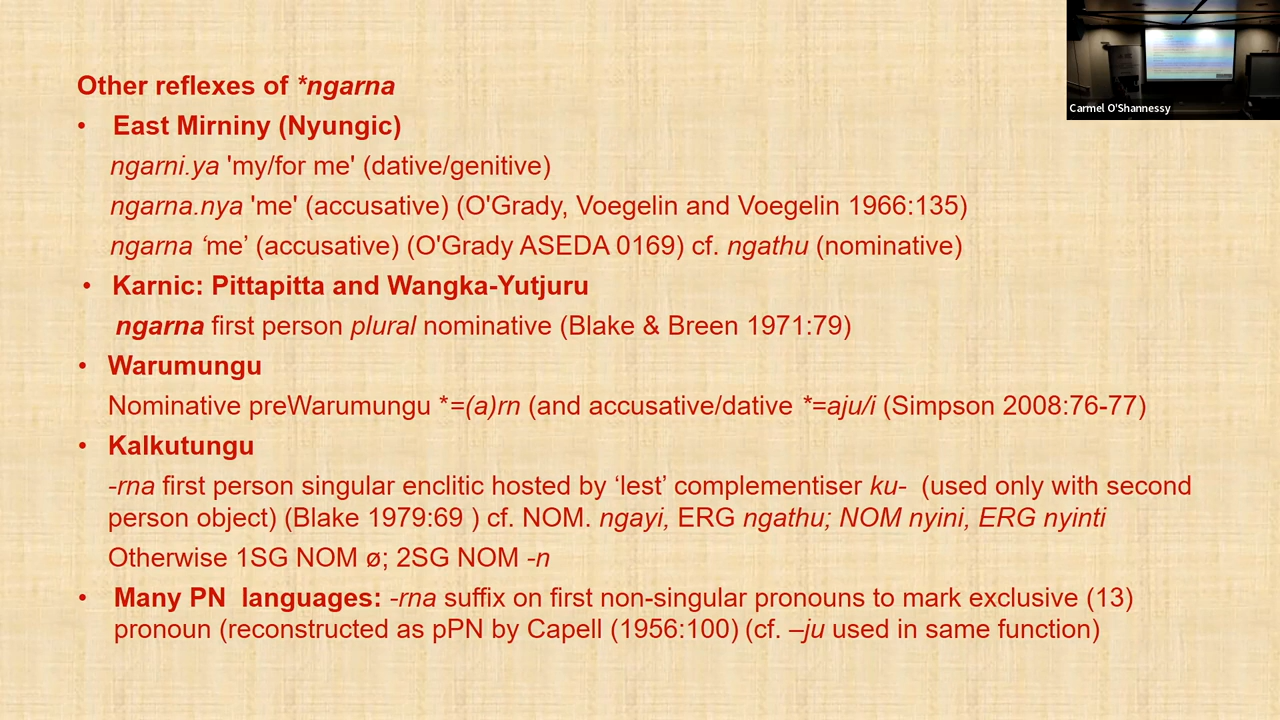 Other reflexes of *ngarna
• East Mirniny (Nyungic)
ngarni.ya 'my/for me' (dative/genitive)
ngarna.nya 'me' (accusative) (O'Grady, Voegelin and Voegelin 1966:135)
ngarna ‘me’ (accusative) (O'Grady ASEDA 0169) cf. ngathu (nominative)
• Karnic: Pittapitta and Wangka-Yutjuru
ngarna first person plural nominative (Blake & Breen 1971:79)
• Warumungu
Nominative preWarumungu *=(a)rn (and accusative/dative *=aju/i (Simpson 2008:76-77)
• Kalkutungu
-rna first person singular enclitic hosted by ‘lest’ complementiser ku- (used only with second
person object) (Blake 1979:69 ) cf. NOM. ngayi, ERG ngathu; NOM nyini, ERG nyinti
Otherwise 1SG NOM ø; 2SG NOM -n
• Many PN languages: -rna suffix on first non-singular pronouns to mark exclusive (13)
pronoun (reconstructed as pPN by Capell (1956:100) (cf. –ju used in same function)
Carmel O'Shannessy